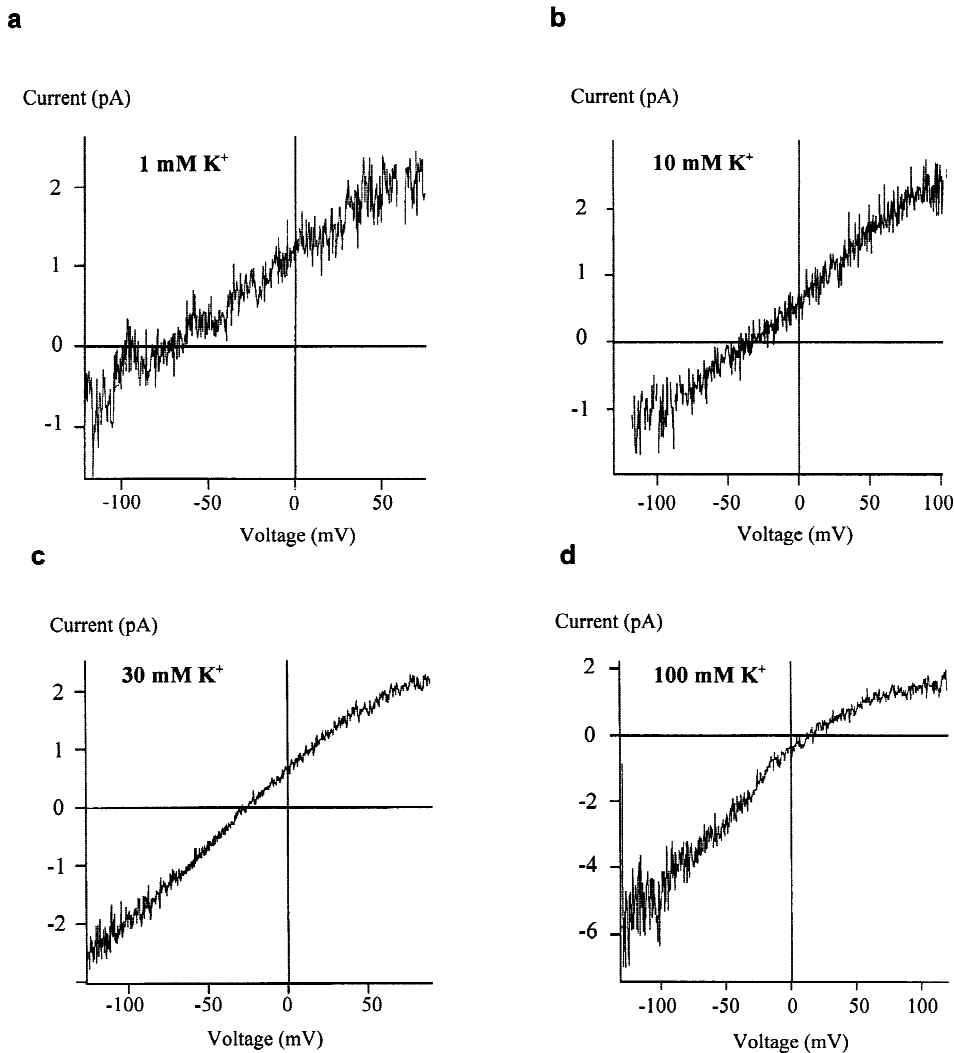 a
Current (pA)
1 mM K⁺
2
1
0
-1
-100 -50 0 50
Voltage (mV)
b
Current (pA)
10 mM K⁺
2
1
0
-1
-100 -50 0 50 100
Voltage (mV)
c
Current (pA)
30 mM K⁺
2
1
0
-1
-2
-100 -50 0 50
Voltage (mV)
d
Current (pA)
100 mM K⁺
2
0
-2
-4
-6
-100 -50 0 50 100
Voltage (mV)